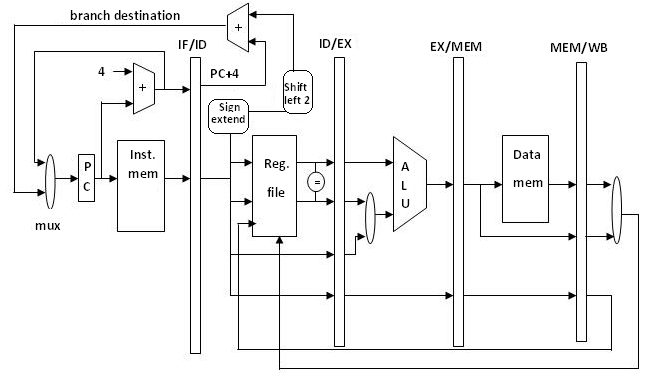 branch destination
IF/ID
ID/EX
EX/MEM
MEM/WB
+
4
+
PC+4
Shift
left 2
Sign
extend
P
C
Inst.
mem
Reg.
file
=
A
L
U
Data
mem
mux